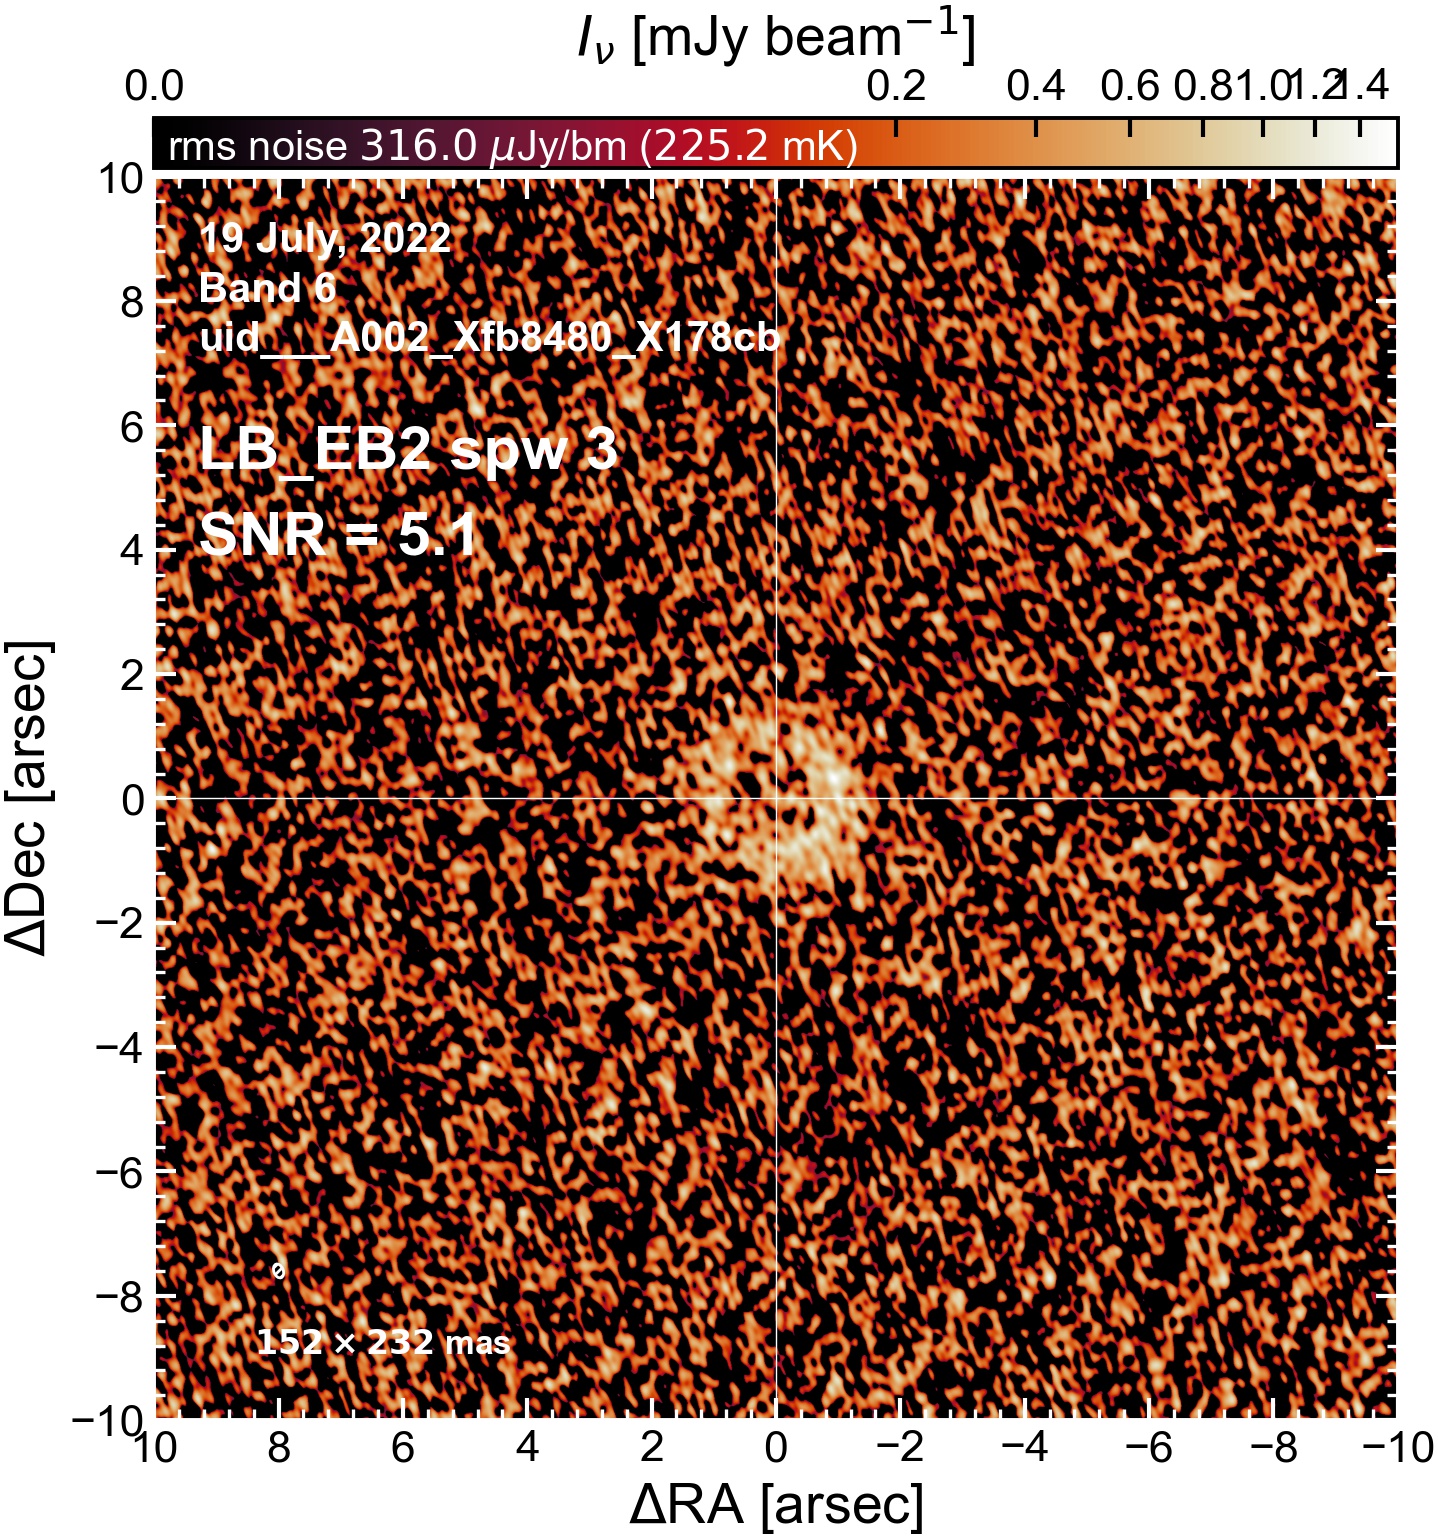 I_ν [mJy beam⁻¹]
0.0 0.2 0.4 0.6 0.8 1.0 1.2 1.4
rms noise 316.0 μJy/bm (225.2 mK)
19 July, 2022
Band 6
uid___A002_Xfb8480_X178cb
LB_EB2 spw 3
SNR = 5.1
152 × 232 mas
10
8
6
4
2
0
−2
−4
−6
−8
−10
ΔDec [arsec]
10 8 6 4 2 0 −2 −4 −6 −8 −10
ΔRA [arsec]